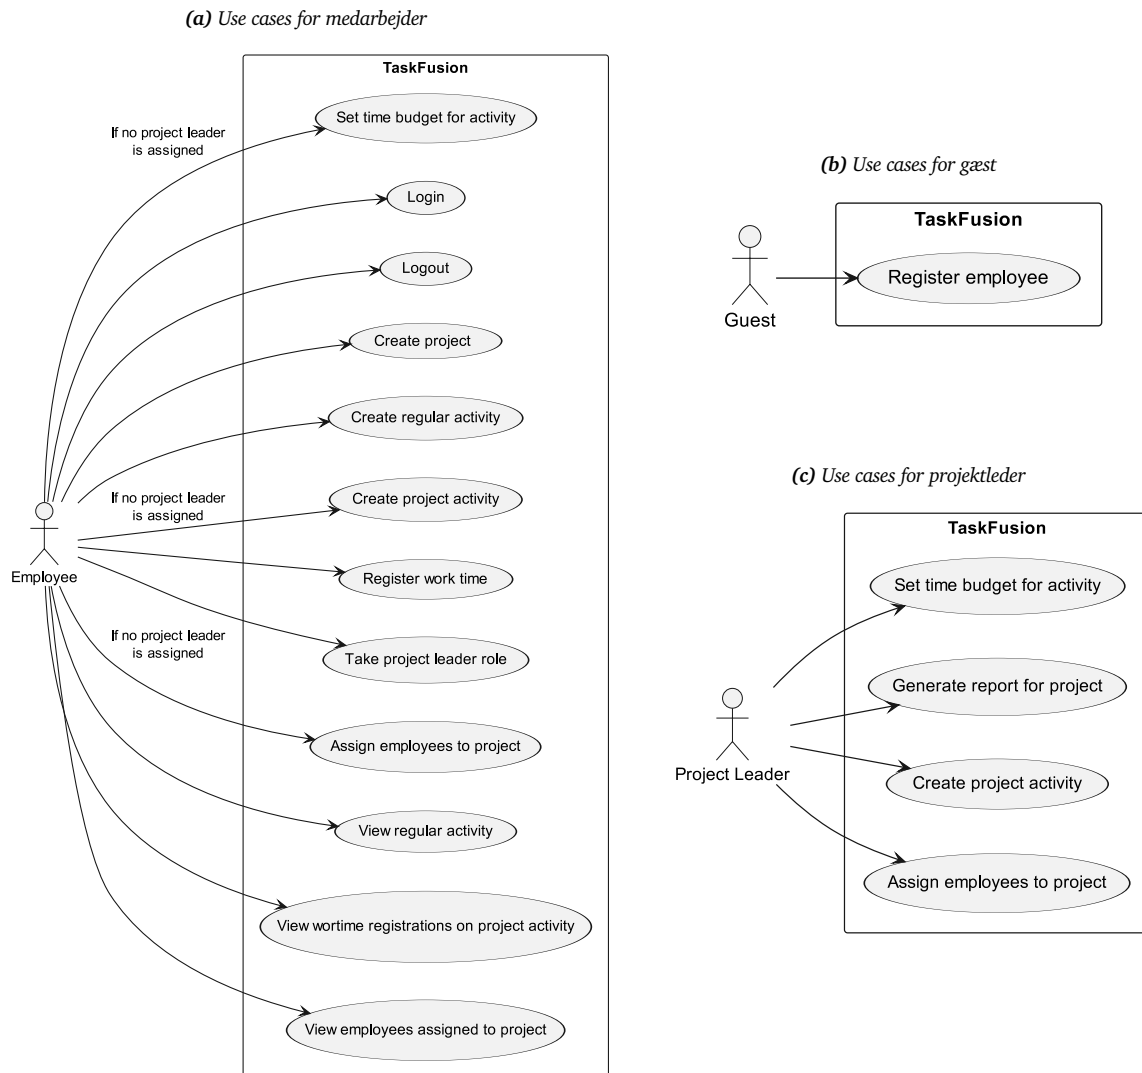 (a) Use cases for medarbejder
TaskFusion
Set time budget for activity
If no project leader
is assigned
Login
Logout
Create project
Create regular activity
If no project leader
is assigned
Create project activity
Employee
Register work time
If no project leader
is assigned
Take project leader role
Assign employees to project
View regular activity
View wortime registrations on project activity
View employees assigned to project
(b) Use cases for gæst
TaskFusion
Register employee
Guest
(c) Use cases for projektleder
TaskFusion
Set time budget for activity
Generate report for project
Project Leader
Create project activity
Assign employees to project